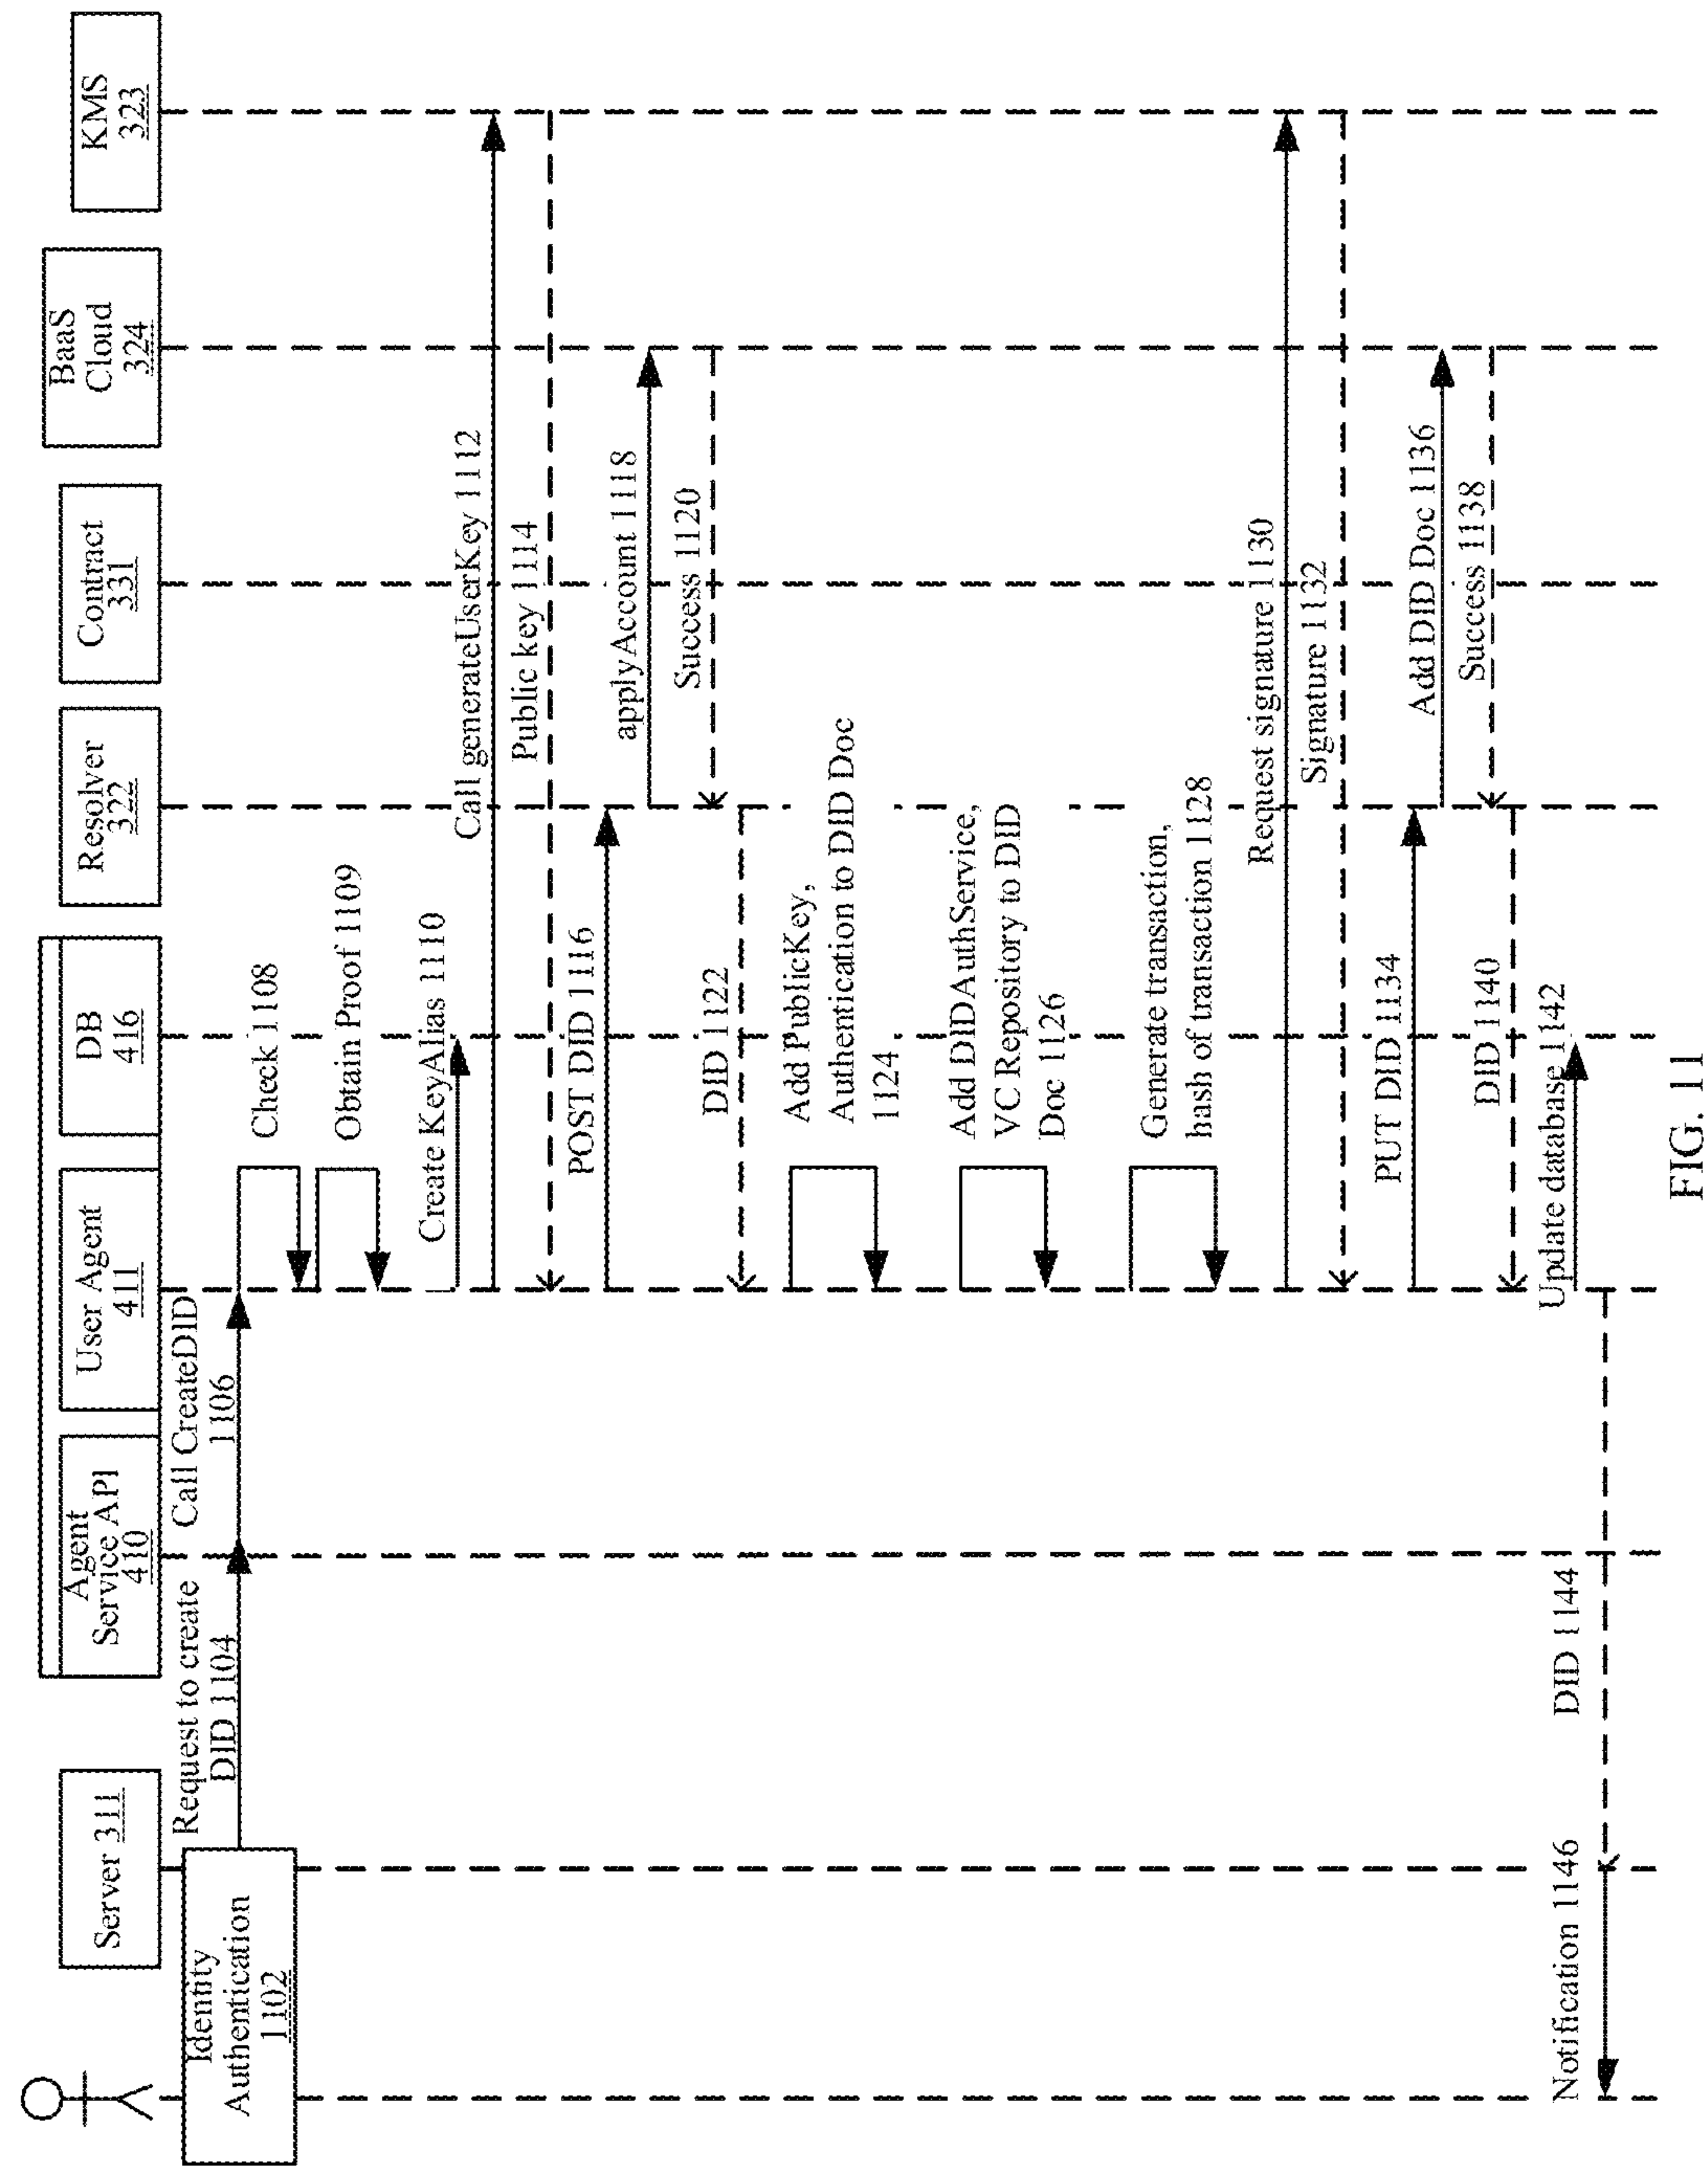 Server 311
Agent
Service API
410
User Agent
411
DB
416
Resolver
322
Contract
331
BaaS
Cloud
324
KMS
323
Identity
Authentication
1102
Request to create
DID 1104
Call CreateDID
1106
Check 1108
Obtain Proof 1109
Create KeyAlias 1110
Call generateUserKey 1112
Public key 1114
POST DID 1116
applyAccount 1118
Success 1120
DID 1122
Add PublicKey,
Authentication to DID Doc
1124
Add DIDAuthService,
VC Repository to DID
Doc 1126
Generate transaction,
hash of transaction 1128
Request signature 1130
Signature 1132
PUT DID 1134
Add DID Doc 1136
Success 1138
DID 1140
Update database 1142
DID 1144
Notification 1146
FIG. 11